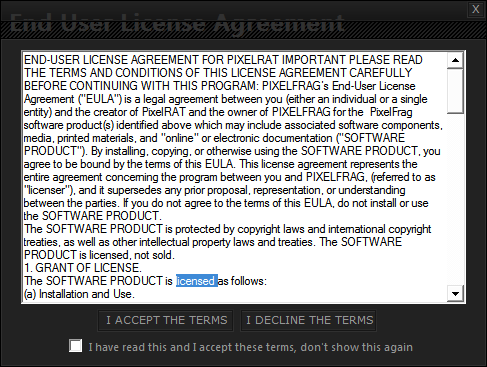 End User License Agreement
X
END-USER LICENSE AGREEMENT FOR PIXELRAT IMPORTANT PLEASE READ
THE TERMS AND CONDITIONS OF THIS LICENSE AGREEMENT CAREFULLY
BEFORE CONTINUING WITH THIS PROGRAM: PIXELFRAG's End-User License
Agreement ("EULA") is a legal agreement between you (either an individual or a single
entity) and the creator of PixelRAT and the owner of PIXELFRAG for the PixelFrag
software product(s) identified above which may include associated software components,
media, printed materials, and "online" or electronic documentation ("SOFTWARE
PRODUCT"). By installing, copying, or otherwise using the SOFTWARE PRODUCT, you
agree to be bound by the terms of this EULA. This license agreement represents the
entire agreement concerning the program between you and PIXELFRAG, (referred to as
"licenser"), and it supersedes any prior proposal, representation, or understanding
between the parties. If you do not agree to the terms of this EULA, do not install or use
the SOFTWARE PRODUCT.
The SOFTWARE PRODUCT is protected by copyright laws and international copyright
treaties, as well as other intellectual property laws and treaties. The SOFTWARE
PRODUCT is licensed, not sold.
1. GRANT OF LICENSE.
The SOFTWARE PRODUCT is licensed as follows:
(a) Installation and Use.
I ACCEPT THE TERMS
I DECLINE THE TERMS
I have read this and I accept these terms, don't show this again